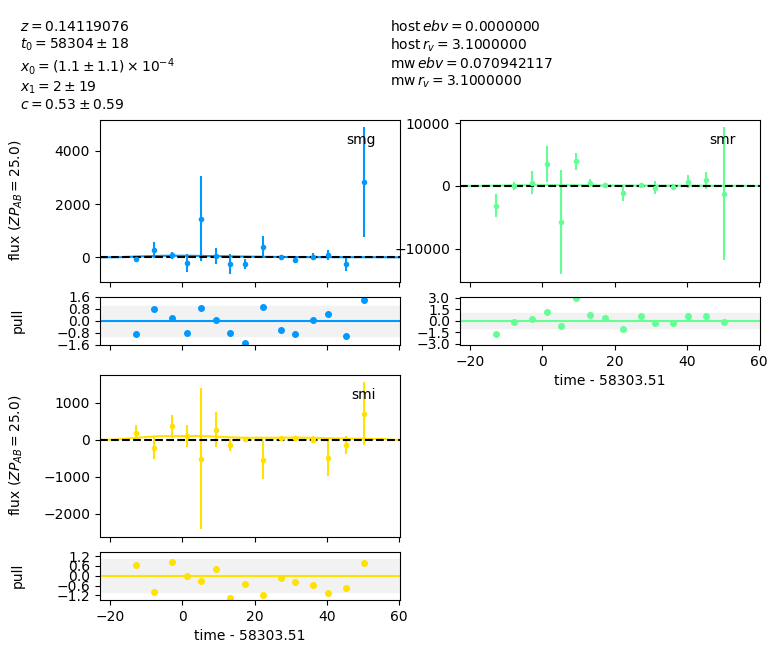 z = 0.14119076
t₀ = 58304 ± 18
x₀ = (1.1 ± 1.1) × 10⁻⁴
x₁ = 2 ± 19
c = 0.53 ± 0.59
host ebv = 0.0000000
host r_v = 3.1000000
mw ebv = 0.070942117
mw r_v = 3.1000000
smg
flux (ZP_AB = 25.0)
4000
2000
0
pull
1.6
0.8
0.0
−0.8
−1.6
smr
10000
0
−10000
3.0
1.5
0.0
−1.5
−3.0
−20 0 20 40 60
time - 58303.51
smi
flux (ZP_AB = 25.0)
1000
0
−1000
−2000
pull
1.2
0.6
0.0
−0.6
−1.2
−20 0 20 40 60
time - 58303.51